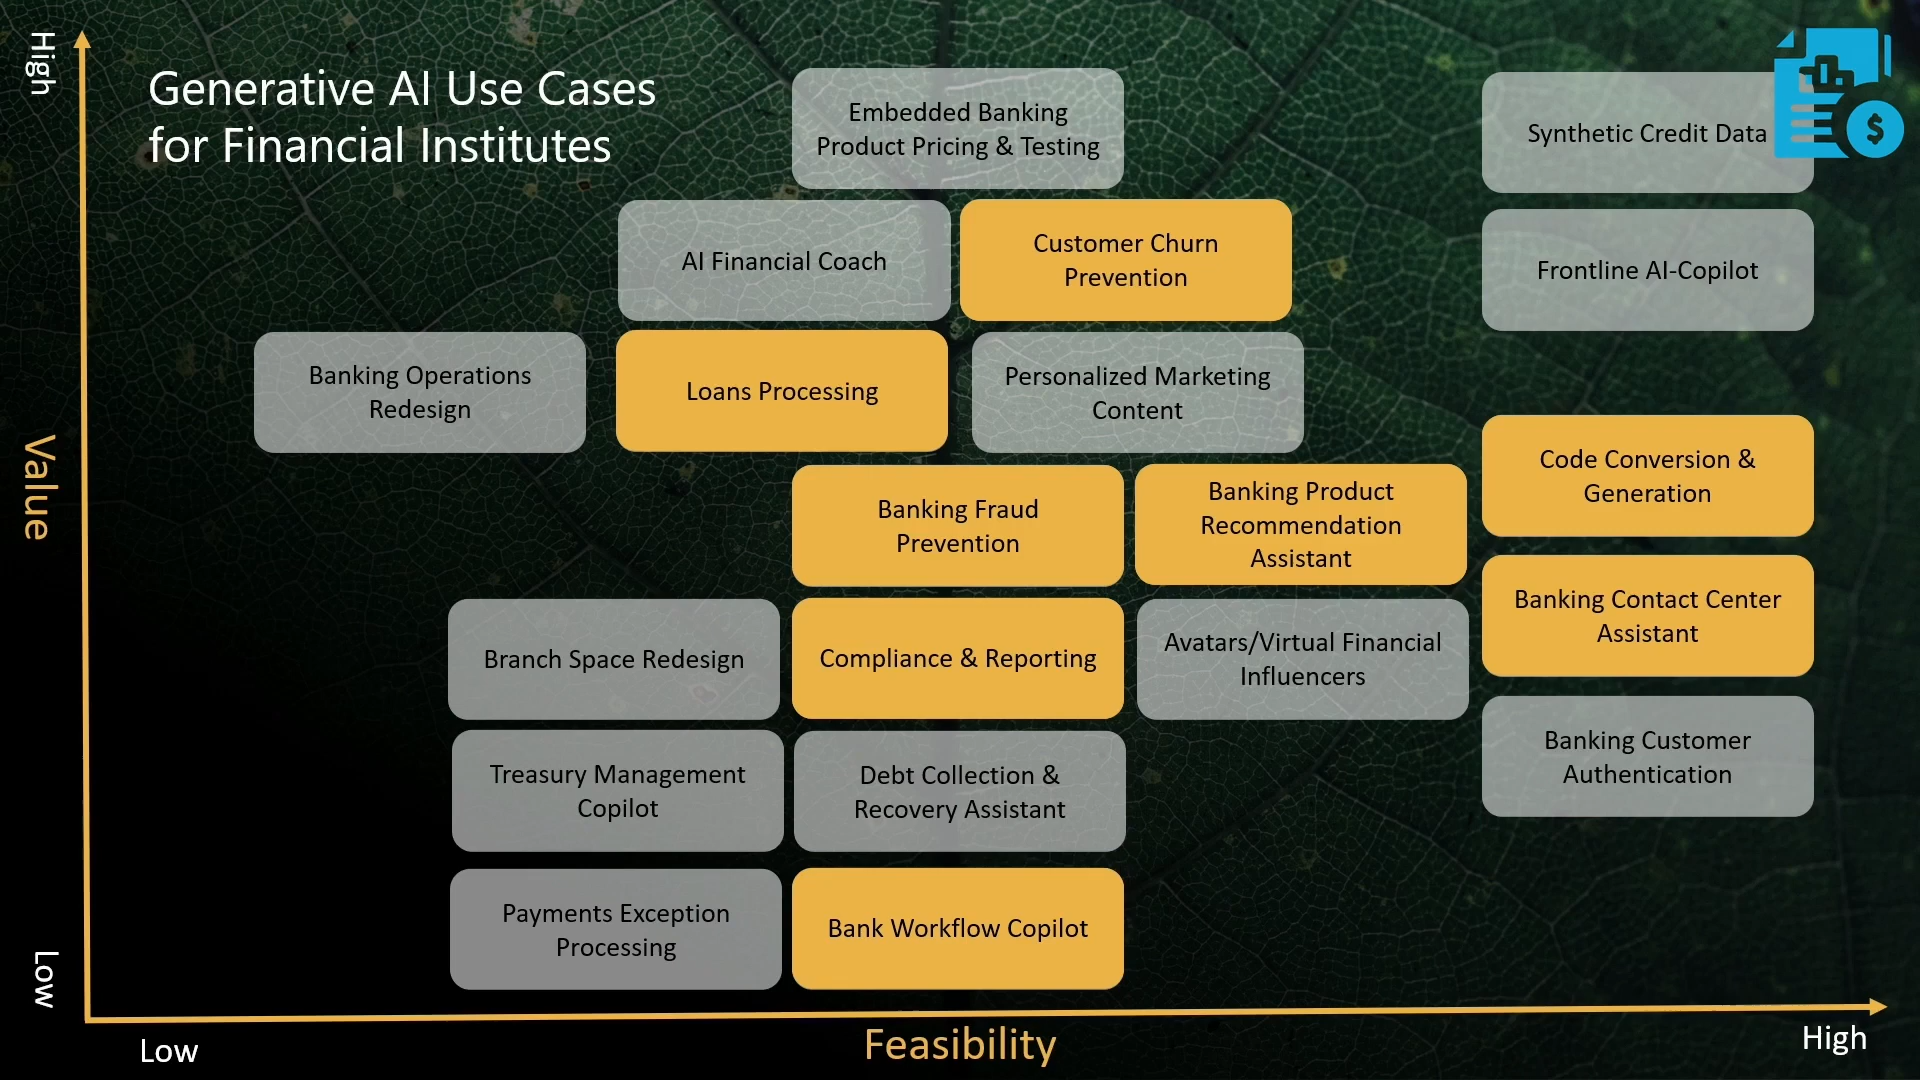 High
Generative AI Use Cases
for Financial Institutes
Embedded Banking
Product Pricing & Testing
Synthetic Credit Data
$
AI Financial Coach
Customer Churn
Prevention
Frontline AI-Copilot
Banking Operations
Redesign
Loans Processing
Personalized Marketing
Content
Value
Banking Fraud
Prevention
Banking Product
Recommendation
Assistant
Code Conversion &
Generation
Banking Contact Center
Assistant
Branch Space Redesign
Compliance & Reporting
Avatars/Virtual Financial
Influencers
Banking Customer
Authentication
Treasury Management
Copilot
Debt Collection &
Recovery Assistant
Payments Exception
Processing
Bank Workflow Copilot
Low
Low
Feasibility
High